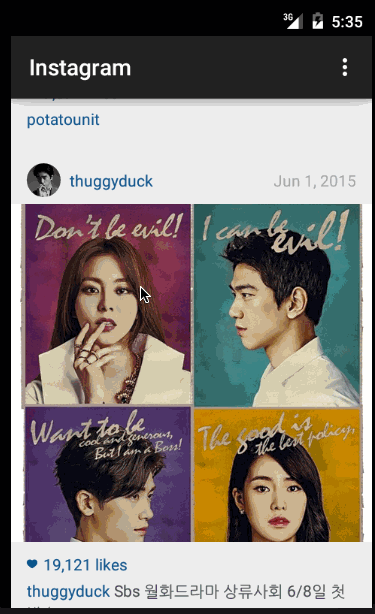 3G 5:35
Instagram
potatounit
thuggyduck Jun 1, 2015
Don't be evil!
I can be
evil!
Want to be
cool and generous,
But I am a Boss!
The good is
the best policy,
19,121 likes
thuggyduck Sbs 월화드라마 상류사회 6/8일 첫